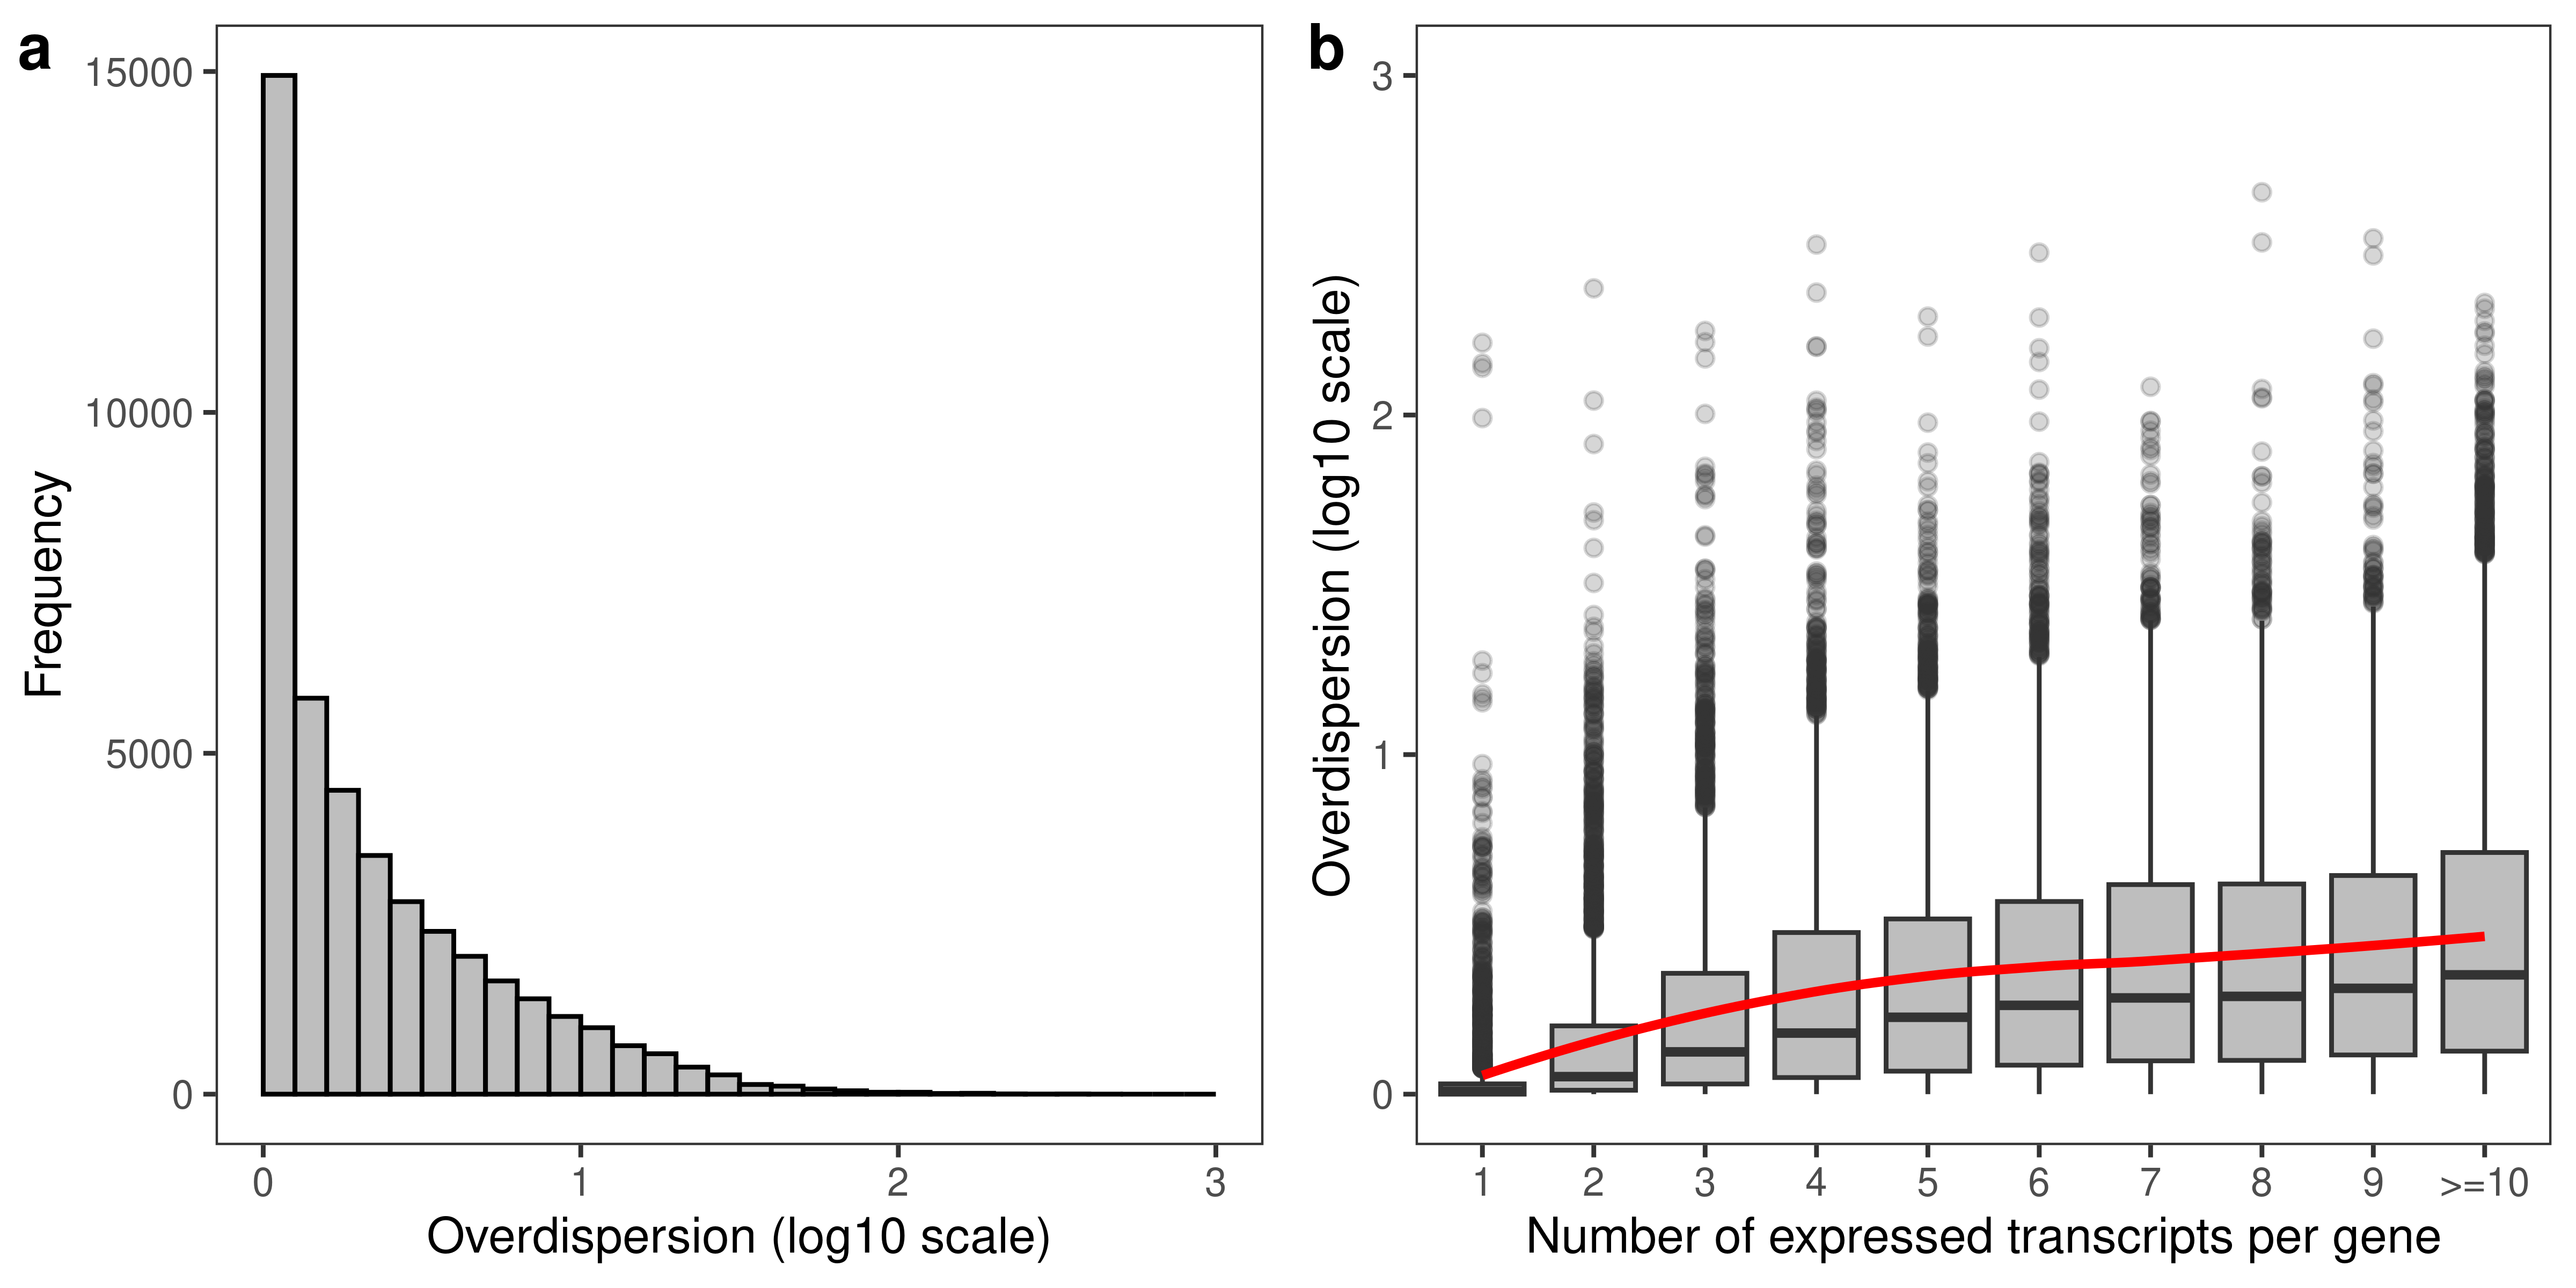 a
15000
10000
5000
0
Frequency
0 1 2 3
Overdispersion (log10 scale)
b
3
2
1
0
Overdispersion (log10 scale)
1 2 3 4 5 6 7 8 9 >=10
Number of expressed transcripts per gene